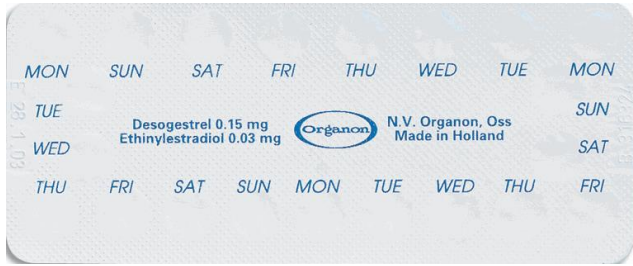 MON SUN SAT FRI THU WED TUE MON
TUE SUN
Desogestrel 0.15 mg
Ethinylestradiol 0.03 mg
Organon
N.V. Organon, Oss
Made in Holland
WED SAT
THU FRI SAT SUN MON TUE WED THU FRI